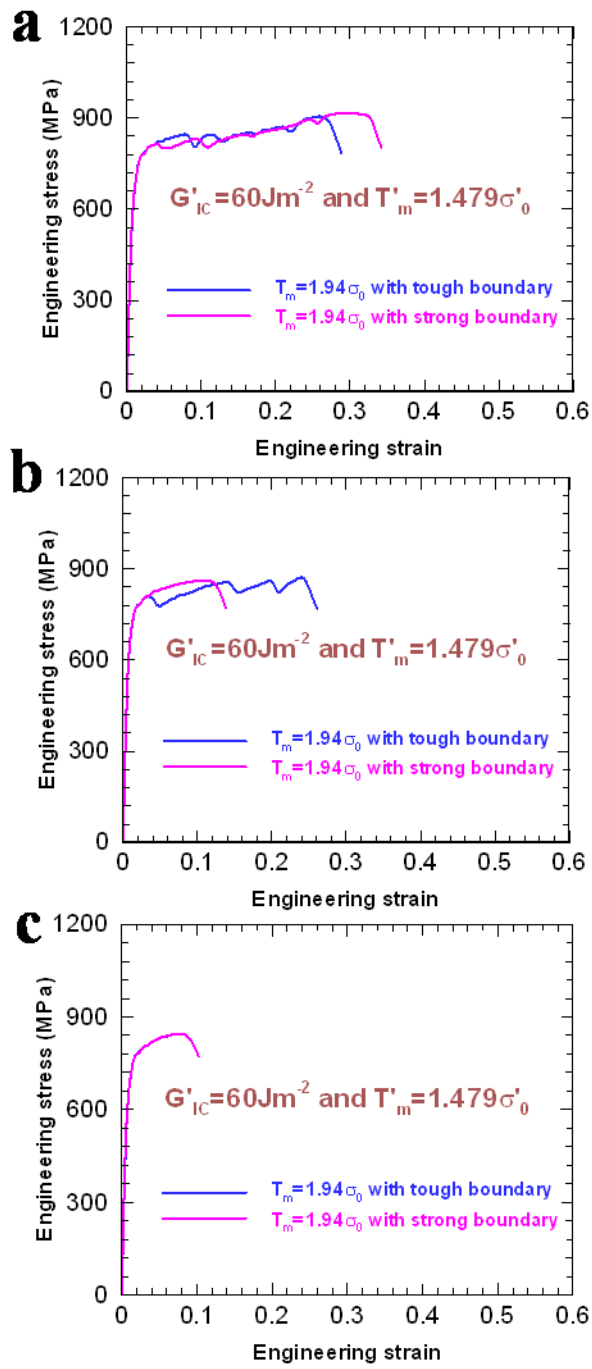 a
1200
900
600
300
0
Engineering stress (MPa)
G'IC=60Jm-2 and T'm=1.479σ'0
Tm=1.94σ0 with tough boundary
Tm=1.94σ0 with strong boundary
0 0.1 0.2 0.3 0.4 0.5 0.6
Engineering strain
b
1200
900
600
300
0
Engineering stress (MPa)
G'IC=60Jm-2 and T'm=1.479σ'0
Tm=1.94σ0 with tough boundary
Tm=1.94σ0 with strong boundary
0 0.1 0.2 0.3 0.4 0.5 0.6
Engineering strain
c
1200
900
600
300
0
Engineering stress (MPa)
G'IC=60Jm-2 and T'm=1.479σ'0
Tm=1.94σ0 with tough boundary
Tm=1.94σ0 with strong boundary
0 0.1 0.2 0.3 0.4 0.5 0.6
Engineering strain